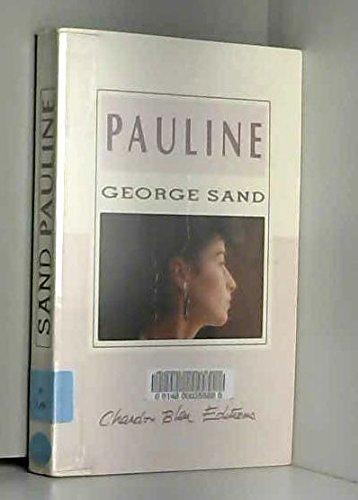 SAND PAULINE
PAULINE
GEORGE SAND
Chardon Bleu Editions